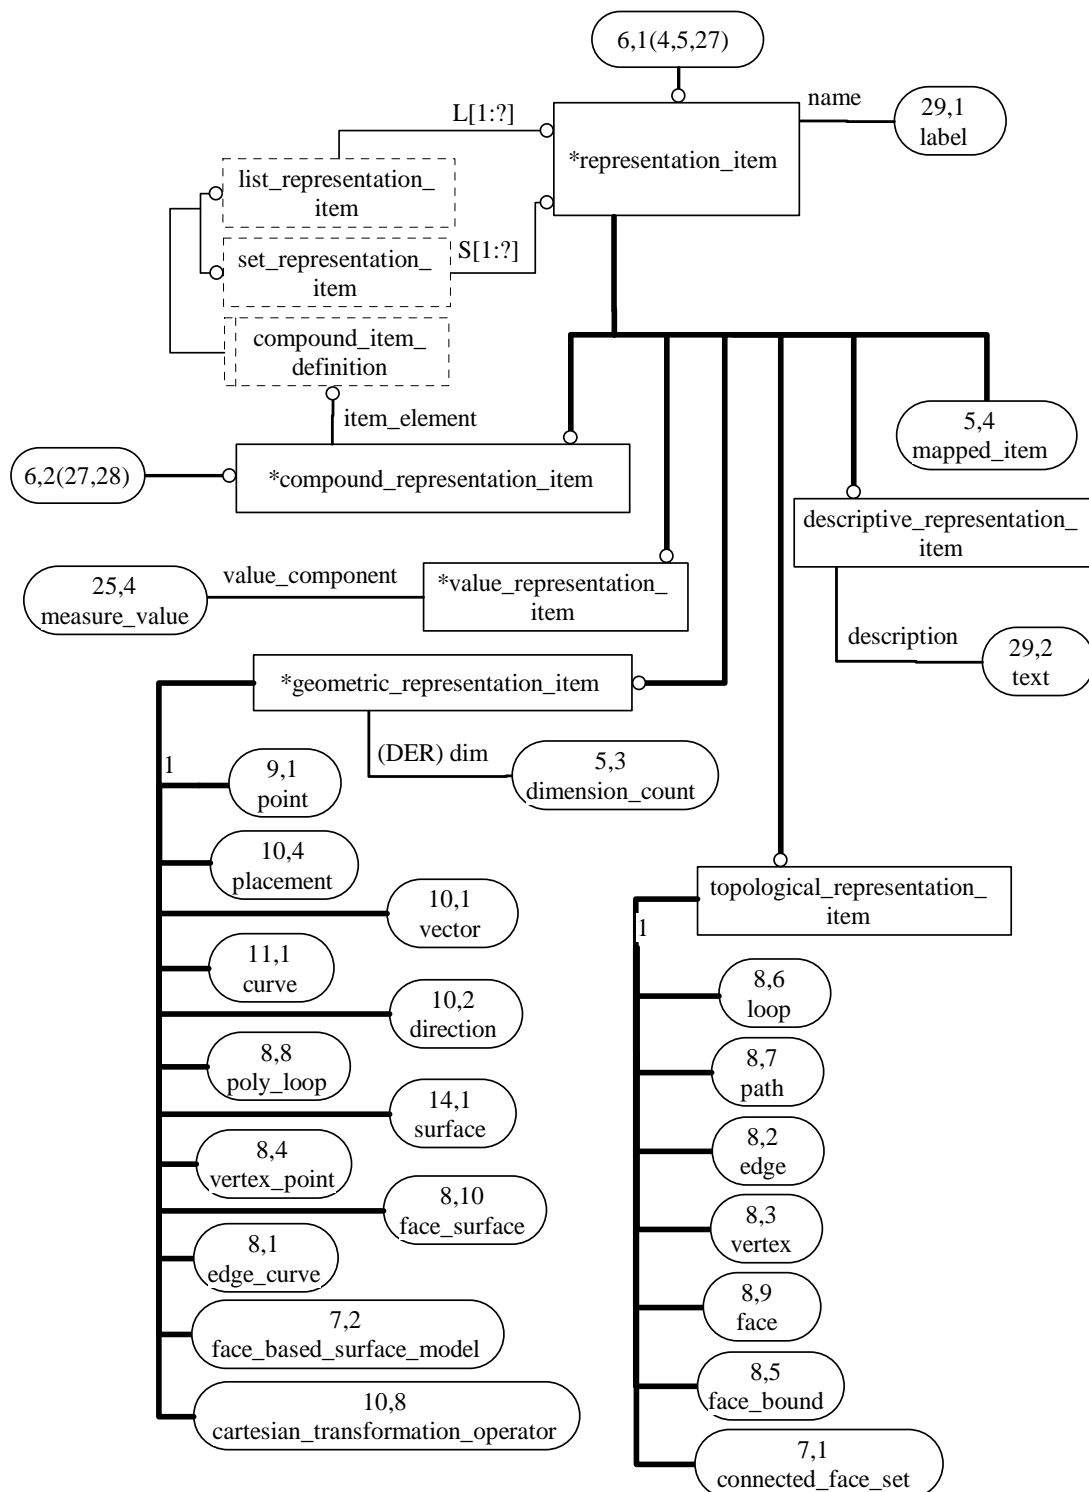 6,1(4,5,27)
name
29,1
label
L[1:?]
*representation_item
list_representation_
item
S[1:?]
set_representation_
item
compound_item_
definition
item_element
5,4
mapped_item
6,2(27,28)
*compound_representation_item
descriptive_representation_
item
25,4
measure_value
value_component
*value_representation_
item
description
29,2
text
*geometric_representation_item
(DER) dim
5,3
dimension_count
1
9,1
point
10,4
placement
10,1
vector
11,1
curve
10,2
direction
8,8
poly_loop
14,1
surface
8,4
vertex_point
8,10
face_surface
8,1
edge_curve
7,2
face_based_surface_model
10,8
cartesian_transformation_operator
topological_representation_
item
1
8,6
loop
8,7
path
8,2
edge
8,3
vertex
8,9
face
8,5
face_bound
7,1
connected_face_set